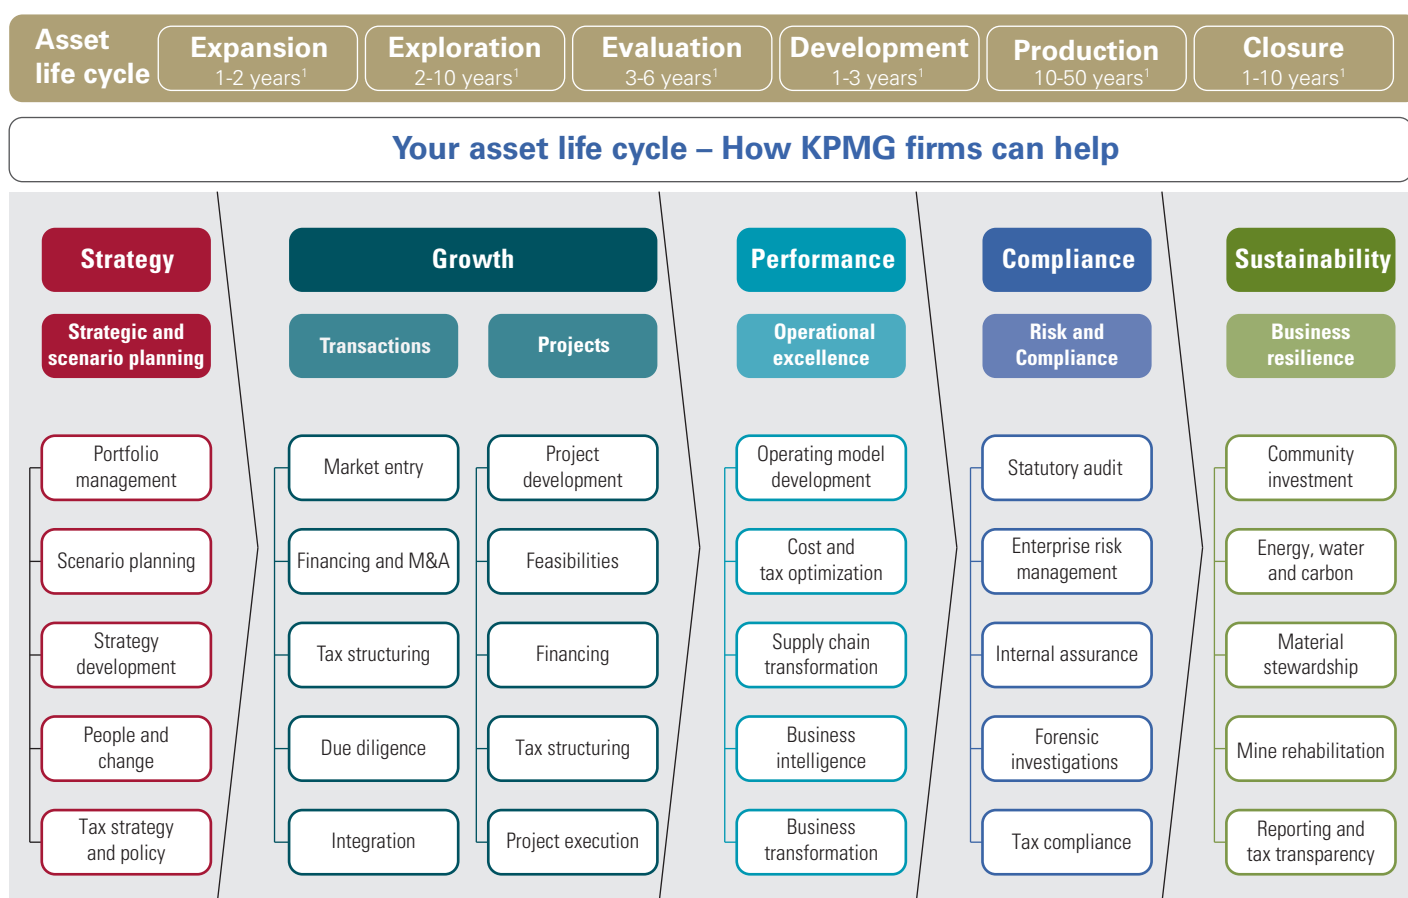 Asset
life cycle
Expansion
1-2 years1
Exploration
2-10 years1
Evaluation
3-6 years1
Development
1-3 years1
Production
10-50 years1
Closure
1-10 years1
Your asset life cycle – How KPMG firms can help
Strategy
Strategic and
scenario planning
Portfolio
management
Scenario planning
Strategy
development
People and
change
Tax strategy
and policy
Growth
Transactions
Market entry
Financing and M&A
Tax structuring
Due diligence
Integration
Projects
Project
development
Feasibilities
Financing
Tax structuring
Project execution
Performance
Operational
excellence
Operating model
development
Cost and
tax optimization
Supply chain
transformation
Business
intelligence
Business
transformation
Compliance
Risk and
Compliance
Statutory audit
Enterprise risk
management
Internal assurance
Forensic
investigations
Tax compliance
Sustainability
Business
resilience
Community
investment
Energy, water
and carbon
Material
stewardship
Mine rehabilitation
Reporting and
tax transparency